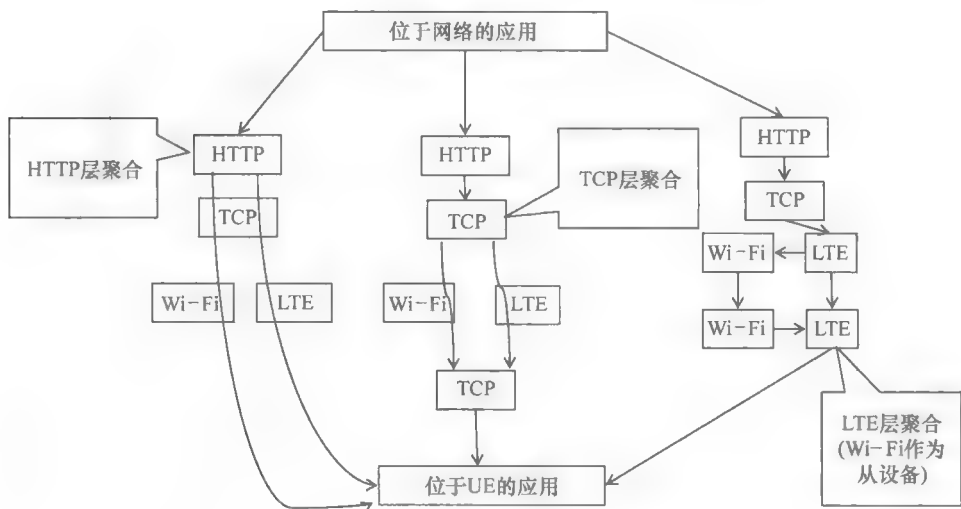 位于网络的应用
HTTP层聚合
HTTP
TCP
Wi-Fi
LTE
HTTP
TCP
TCP层聚合
Wi-Fi
LTE
TCP
HTTP
TCP
Wi-Fi
LTE
Wi-Fi
LTE
LTE层聚合
(Wi-Fi作为
从设备)
位于UE的应用